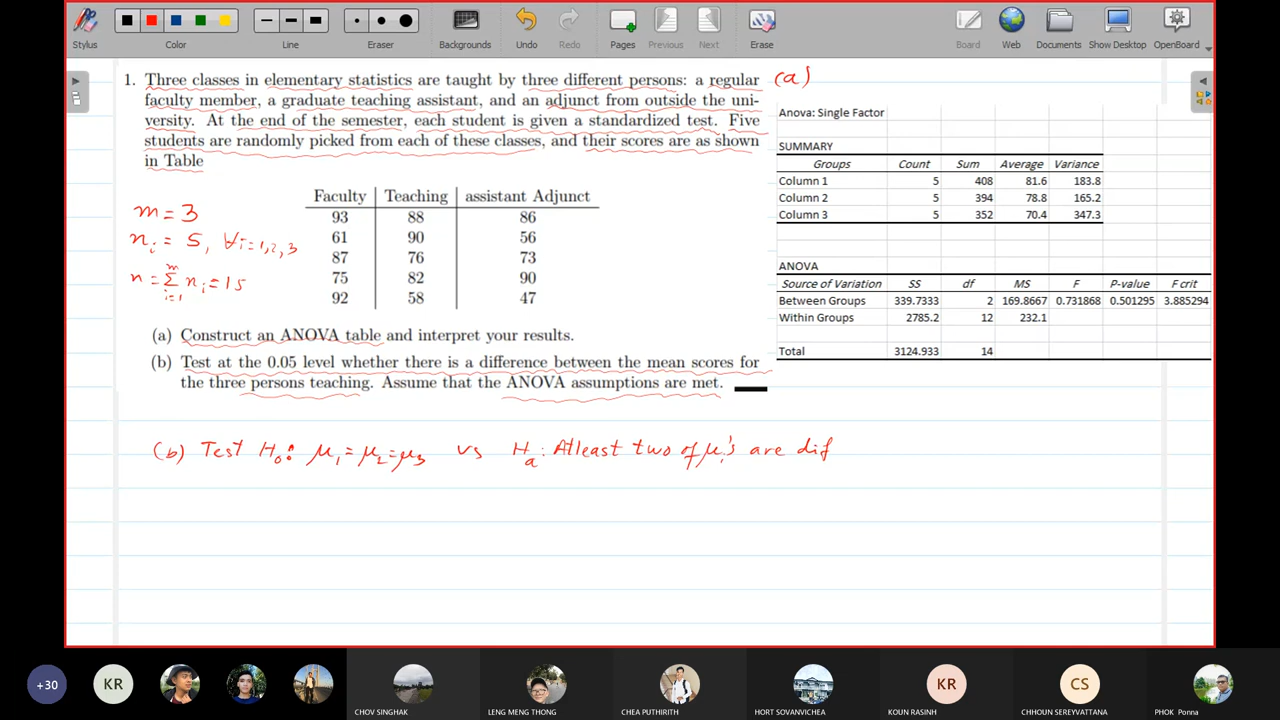 Stylus Color Line Eraser Backgrounds Undo Redo Pages Previous Next Erase Board Web Documents Show Desktop OpenBoard
1. Three classes in elementary statistics are taught by three different persons: a regular
faculty member, a graduate teaching assistant, and an adjunct from outside the uni-
versity. At the end of the semester, each student is given a standardized test. Five
students are randomly picked from each of these classes, and their scores are as shown
in Table
Faculty Teaching assistant Adjunct
93 88 86
61 90 56
87 76 73
75 82 90
92 58 47
m = 3
n_i = 5, ∀i=1,2,3
n = Σ_{i=1}^{m} n_i = 15
(a) Construct an ANOVA table and interpret your results.
(b) Test at the 0.05 level whether there is a difference between the mean scores for
the three persons teaching. Assume that the ANOVA assumptions are met.
(a)
Anova: Single Factor
SUMMARY
Groups Count Sum Average Variance
Column 1 5 408 81.6 183.8
Column 2 5 394 78.8 165.2
Column 3 5 352 70.4 347.3
ANOVA
Source of Variation SS df MS F P-value F crit
Between Groups 339.7333 2 169.8667 0.731868 0.501295 3.885294
Within Groups 2785.2 12 232.1
Total 3124.933 14
(b) Test H₀: μ₁ = μ₂ = μ₃ vs Hₐ: Atleast two of μᵢ's are dif
+30 KR CHOV SINGHAK LENG MENG THONG CHEA PUTHIRITH HORT SOVANVICHEA KR KOUN RASINH CS CHHOUN SEREYVATTANA PHOK Ponna